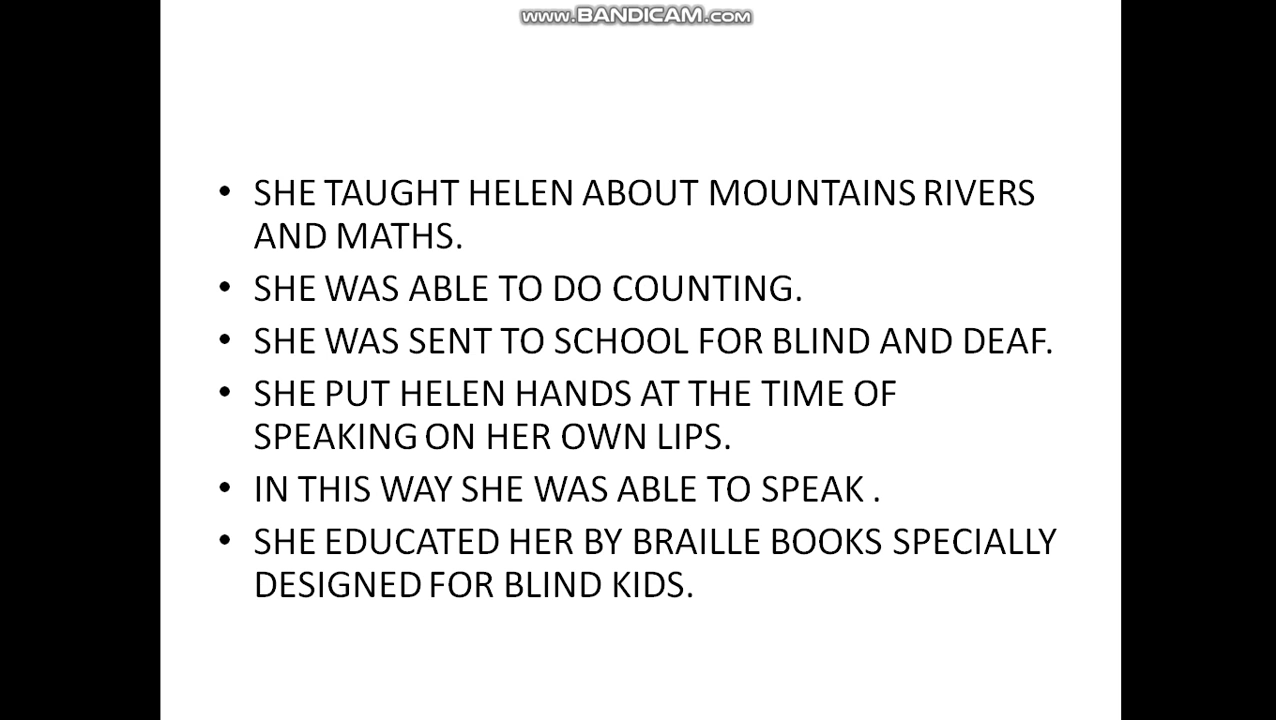 www.BANDICAM.com
• SHE TAUGHT HELEN ABOUT MOUNTAINS RIVERS
AND MATHS.
• SHE WAS ABLE TO DO COUNTING.
• SHE WAS SENT TO SCHOOL FOR BLIND AND DEAF.
• SHE PUT HELEN HANDS AT THE TIME OF
SPEAKING ON HER OWN LIPS.
• IN THIS WAY SHE WAS ABLE TO SPEAK .
• SHE EDUCATED HER BY BRAILLE BOOKS SPECIALLY
DESIGNED FOR BLIND KIDS.